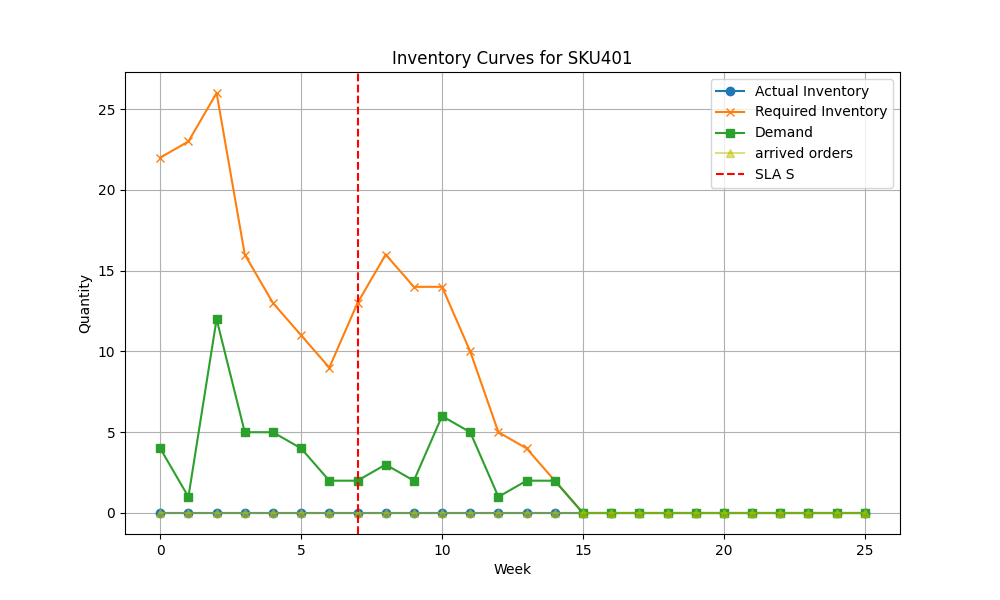 Inventory Curves for SKU401
Actual Inventory
Required Inventory
Demand
arrived orders
SLA S
Quantity
25
20
15
10
5
0
0
5
10
15
20
25
Week